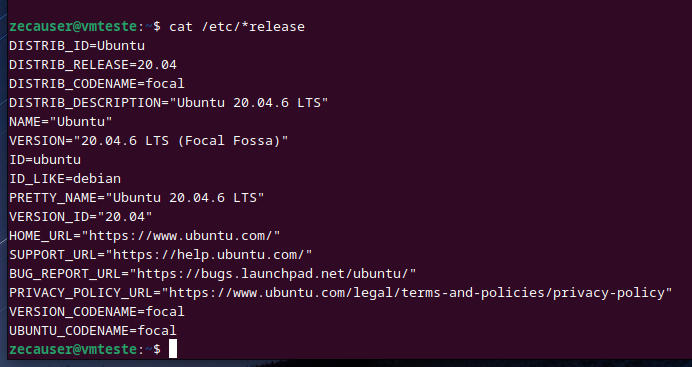 zecauser@vmteste:~$ cat /etc/*release
DISTRIB_ID=Ubuntu
DISTRIB_RELEASE=20.04
DISTRIB_CODENAME=focal
DISTRIB_DESCRIPTION="Ubuntu 20.04.6 LTS"
NAME="Ubuntu"
VERSION="20.04.6 LTS (Focal Fossa)"
ID=ubuntu
ID_LIKE=debian
PRETTY_NAME="Ubuntu 20.04.6 LTS"
VERSION_ID="20.04"
HOME_URL="https://www.ubuntu.com/"
SUPPORT_URL="https://help.ubuntu.com/"
BUG_REPORT_URL="https://bugs.launchpad.net/ubuntu/"
PRIVACY_POLICY_URL="https://www.ubuntu.com/legal/terms-and-policies/privacy-policy"
VERSION_CODENAME=focal
UBUNTU_CODENAME=focal
zecauser@vmteste:~$